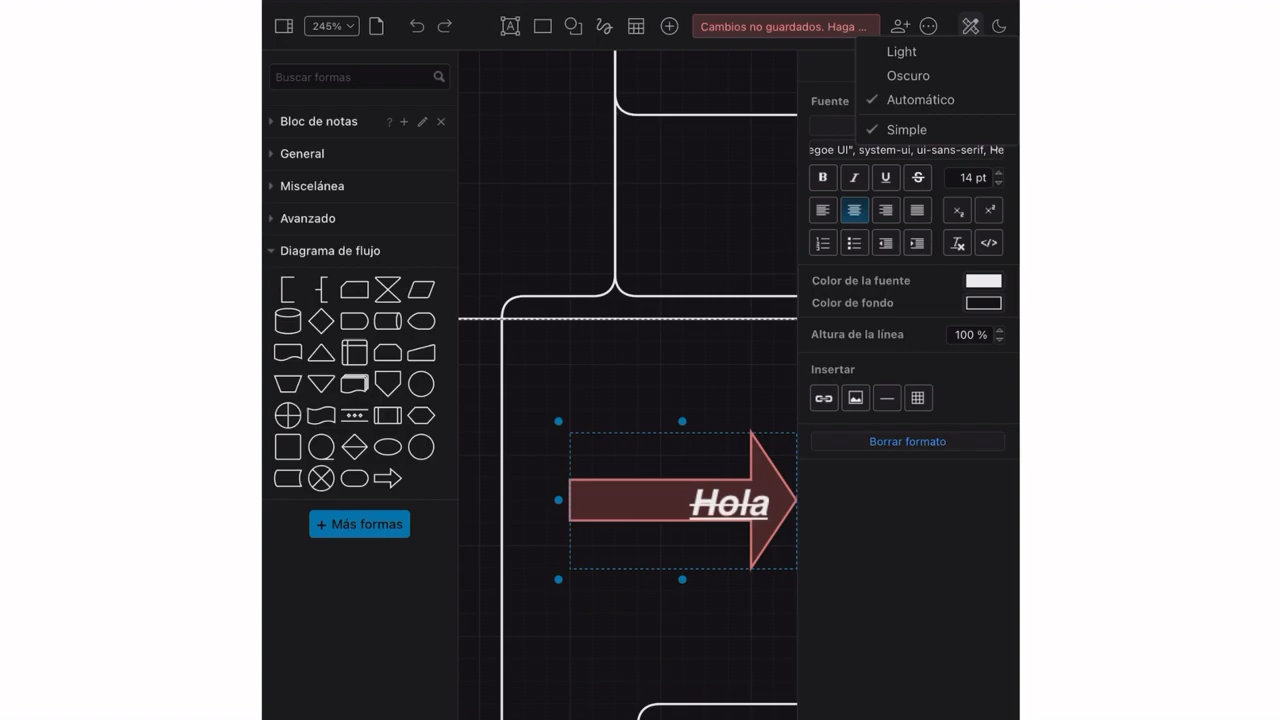 245%
Cambios no guardados. Haga ...
Light
Oscuro
Automático
Simple
Buscar formas
Bloc de notas ?
General
Miscelánea
Avanzado
Diagrama de flujo
+ Más formas
Hola
Fuente
egoe UI", system-ui, ui-sans-serif, He
B I U S 14 pt
Color de la fuente
Color de fondo
Altura de la línea 100 %
Insertar
Borrar formato